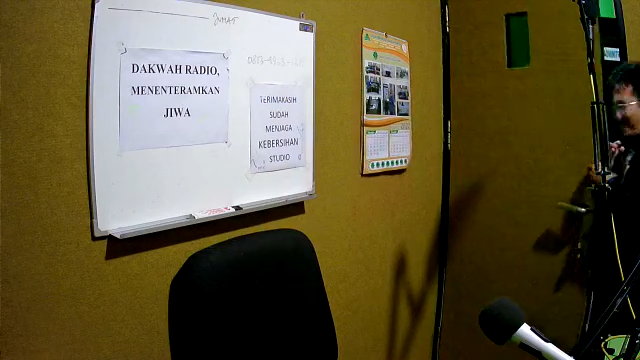 JUMAT
DAKWAH RADIO,
MENENTERAMKAN
JIWA
TERIMAKASIH
SUDAH
MENJAGA
KEBERSIHAN
STUDIO